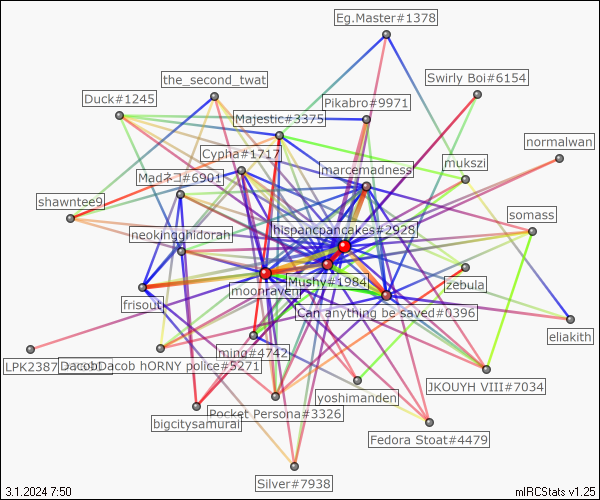 Eg.Master#1378
the_second_twat
Swirly Boi#6154
Duck#1245
Pikabro#9971
Majestic#3375
normalwan
Cypha#1717
mukszi
marcemadness
Madネコ#6901
shawntee9
somass
hispancpancakes#2928
neokingghidorah
zebula
moonraven
Mushy#1984
frisout
Can anything be saved#0396
eliakith
ming#4742
LPK2387
DacobDacob hORNY police#5271
JKOUYH VIII#7034
yoshimanden
Pocket Persona#3326
bigcitysamurai
Fedora Stoat#4479
Silver#7938
3.1.2024 7:50
mIRCStats v1.25